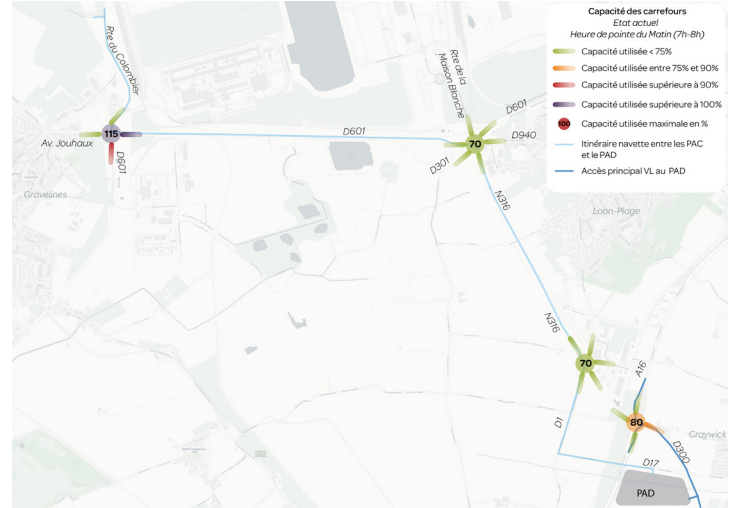 Capacité des carrefours
Etat actuel
Heure de pointe du Matin (7h-8h)
Capacité utilisée < 75%
Capacité utilisée entre 75% et 90%
Capacité utilisée supérieure à 90%
Capacité utilisée supérieure à 100%
100 Capacité utilisée maximale en %
Itinéraire navette entre les PAC
et le PAD
Accès principal VL au PAD
Rte du Colombier
Rte de la
Maison Blanche
D601
D940
115
Av. Jouhaux
D601
D601
70
D301
Gravelines
N316
Loon-Plage
N316
70
A16
80
D1
Craywick
D300
D17
PAD